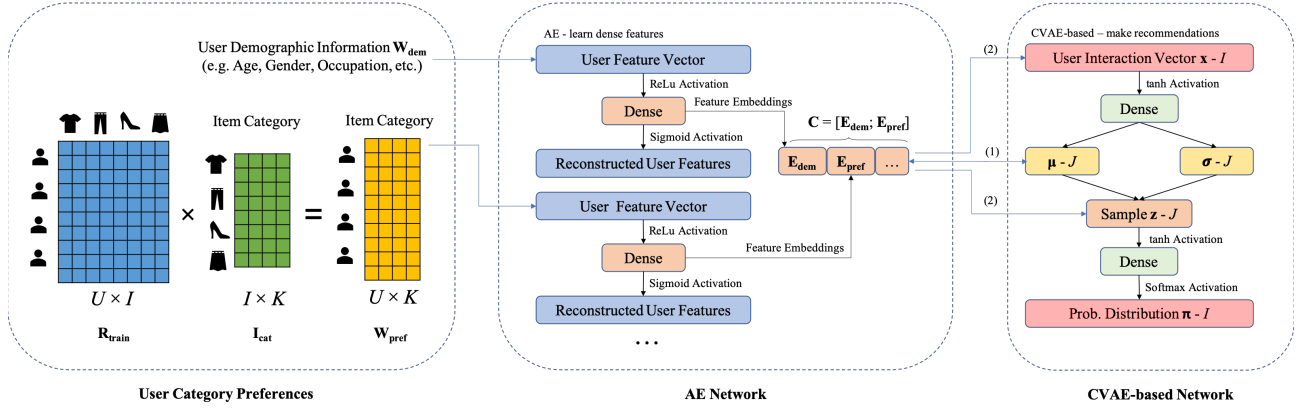 User Demographic Information W_dem
(e.g. Age, Gender, Occupation, etc.)
Item Category
Item Category
×
=
U × I
I × K
U × K
R_train
I_cat
W_pref
User Category Preferences
AE - learn dense features
User Feature Vector
ReLu Activation
Dense
Feature Embeddings
Sigmoid Activation
Reconstructed User Features
User Feature Vector
ReLu Activation
Dense
Feature Embeddings
Sigmoid Activation
Reconstructed User Features
...
C = [E_dem; E_pref]
E_dem
E_pref
...
AE Network
(2)
(1)
(2)
CVAE-based – make recommendations
User Interaction Vector x - I
tanh Activation
Dense
μ - J
σ - J
Sample z - J
tanh Activation
Dense
Softmax Activation
Prob. Distribution π - I
CVAE-based Network